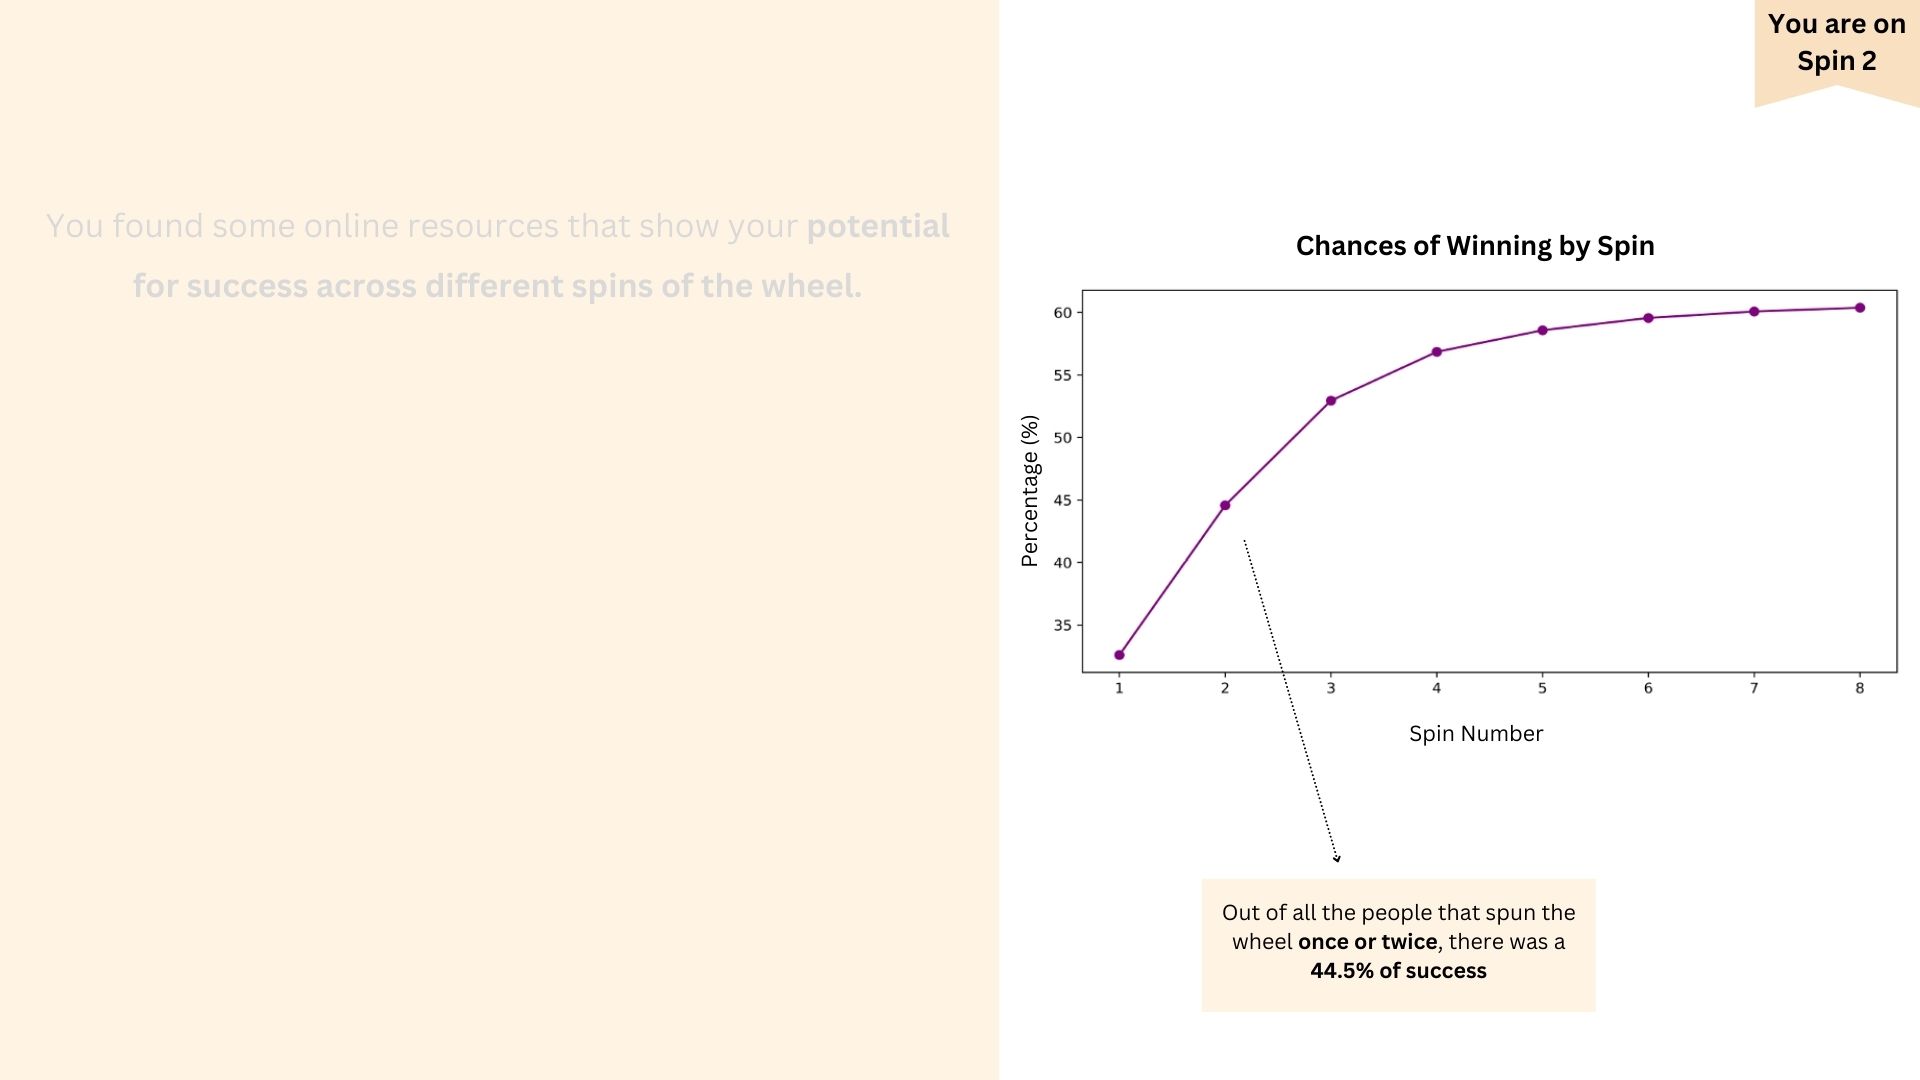 You are on
Spin 2
You found some online resources that show your potential
for success across different spins of the wheel.
Chances of Winning by Spin
Percentage (%)
60
55
50
45
40
35
1 2 3 4 5 6 7 8
Spin Number
Out of all the people that spun the
wheel once or twice, there was a
44.5% of success